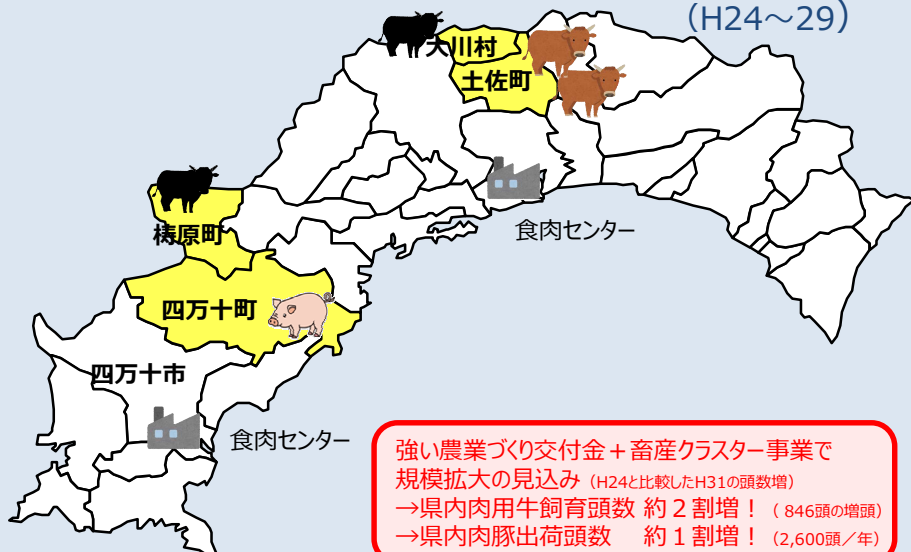 (H24～29)
大川村
土佐町
食肉センター
梼原町
四万十町
四万十市
食肉センター
強い農業づくり交付金＋畜産クラスター事業で
規模拡大の見込み（H24と比較したH31の頭数増）
→県内肉用牛飼育頭数 約２割増！（ 846頭の増頭）
→県内肉豚出荷頭数　約１割増！（2,600頭／年）